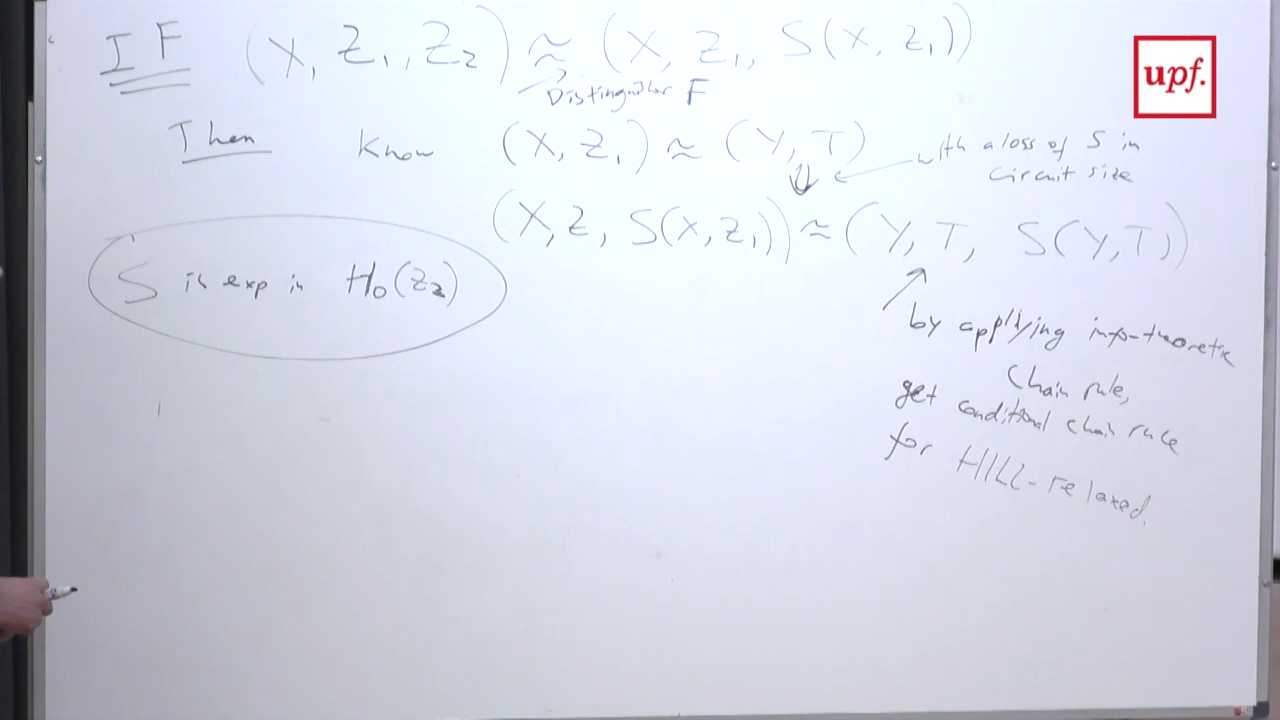 IF (X, Z₁, Z₂) ≈ (X, Z₁, S(X, Z₁))
Distinguisher F
upf.
Then Know (X, Z₁) ≈ (Y, T)
with a loss of S in
circuit size
(X, Z, S(X, Z₁)) ≈ (Y, T, S(Y, T))
S is exp in H₀(Z₂)
by applying info-theoretic
Chain rule,
get conditional chain rule
for HILL-relaxed.